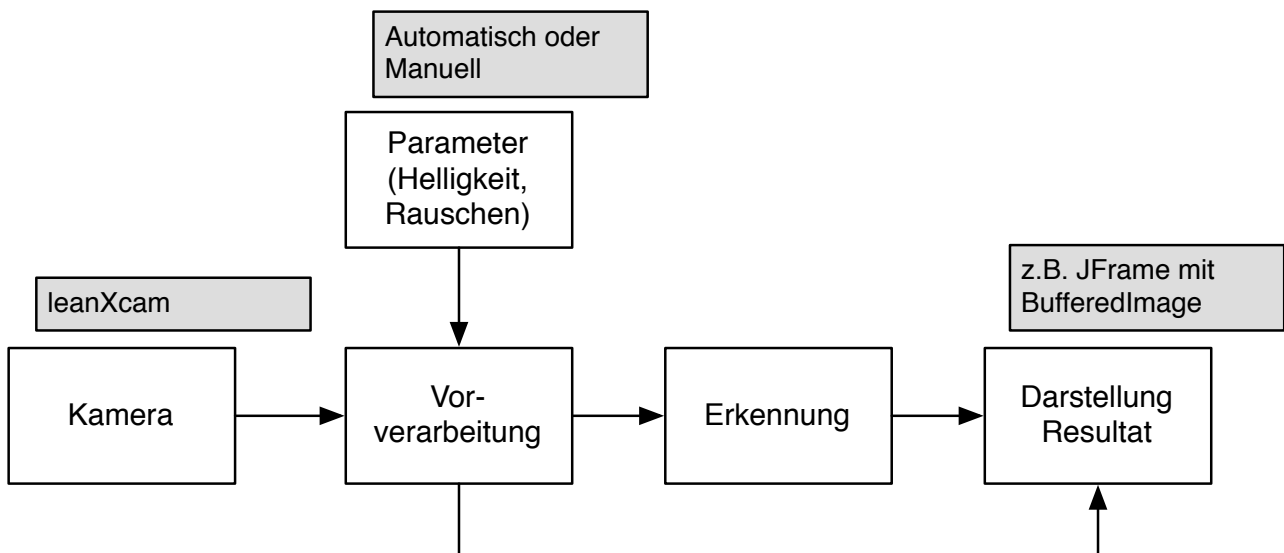 Automatisch oder
Manuell
Parameter
(Helligkeit,
Rauschen)
z.B. JFrame mit
BufferedImage
leanXcam
Kamera
Vor-
verarbeitung
Erkennung
Darstellung
Resultat